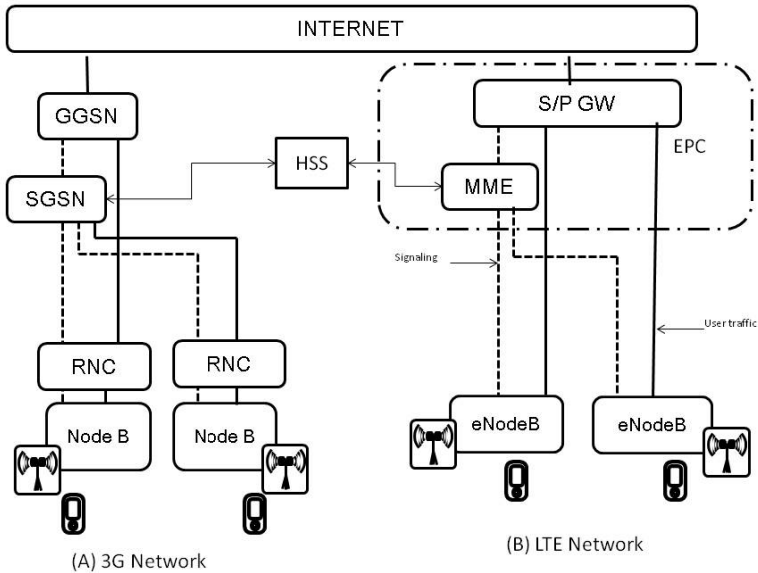 INTERNET
GGSN
S/P GW
EPC
HSS
SGSN
MME
Signaling
User traffic
RNC
RNC
Node B
Node B
eNodeB
eNodeB
(A) 3G Network
(B) LTE Network